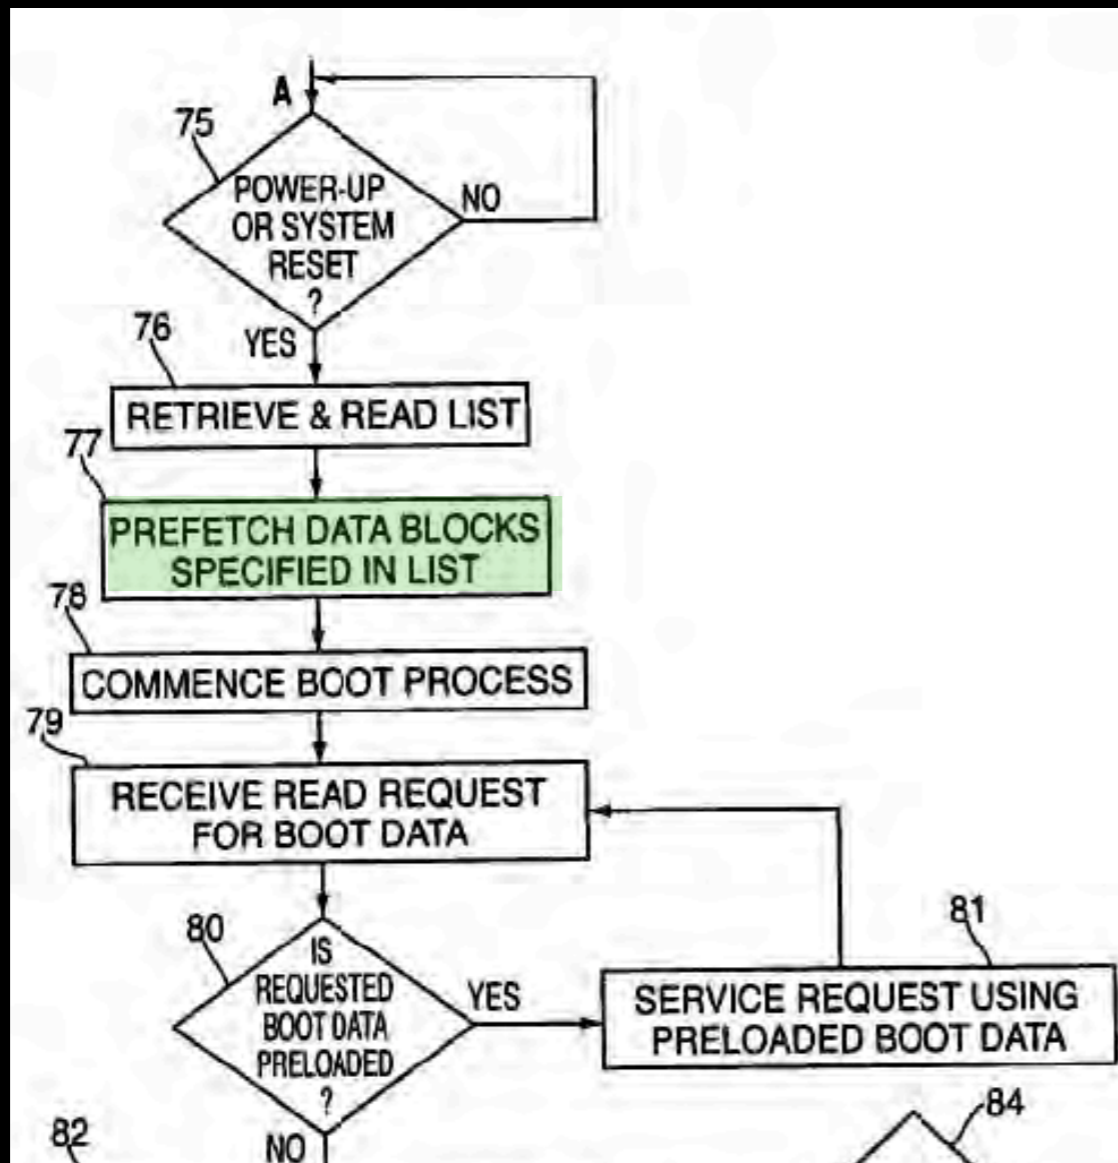 A
75
POWER-UP
OR SYSTEM
RESET
?
NO
YES
76
RETRIEVE & READ LIST
77
PREFETCH DATA BLOCKS
SPECIFIED IN LIST
78
COMMENCE BOOT PROCESS
79
RECEIVE READ REQUEST
FOR BOOT DATA
80
IS
REQUESTED
BOOT DATA
PRELOADED
?
YES
81
SERVICE REQUEST USING
PRELOADED BOOT DATA
84
82
NO